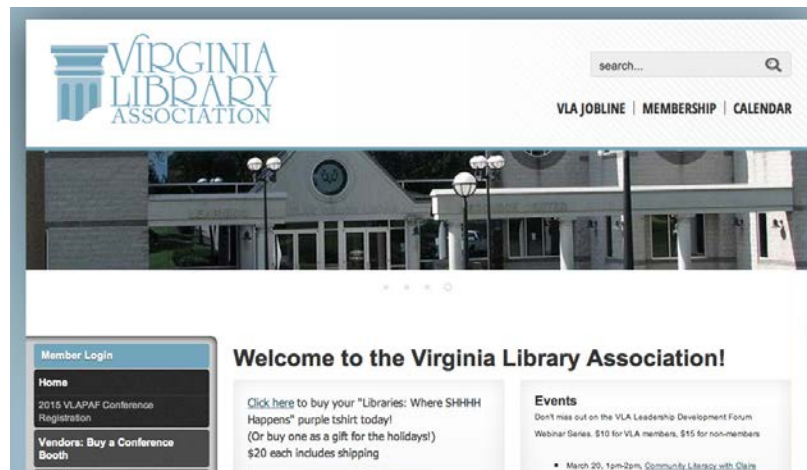 VIRGINIA
LIBRARY
ASSOCIATION
search...
VLA JOBLINE | MEMBERSHIP | CALENDAR
Member Login
Home
2015 VLAPAF Conference
Registration
Vendors: Buy a Conference
Booth
Welcome to the Virginia Library Association!
Click here to buy your "Libraries: Where SHHHH
Happens" purple tshirt today!
(Or buy one as a gift for the holidays!)
$20 each includes shipping
Events
Don't miss out on the VLA Leadership Development Forum
Webinar Series. $10 for VLA members, $15 for non-members
March 20, 1pm-2pm, Community Literacy with Claire